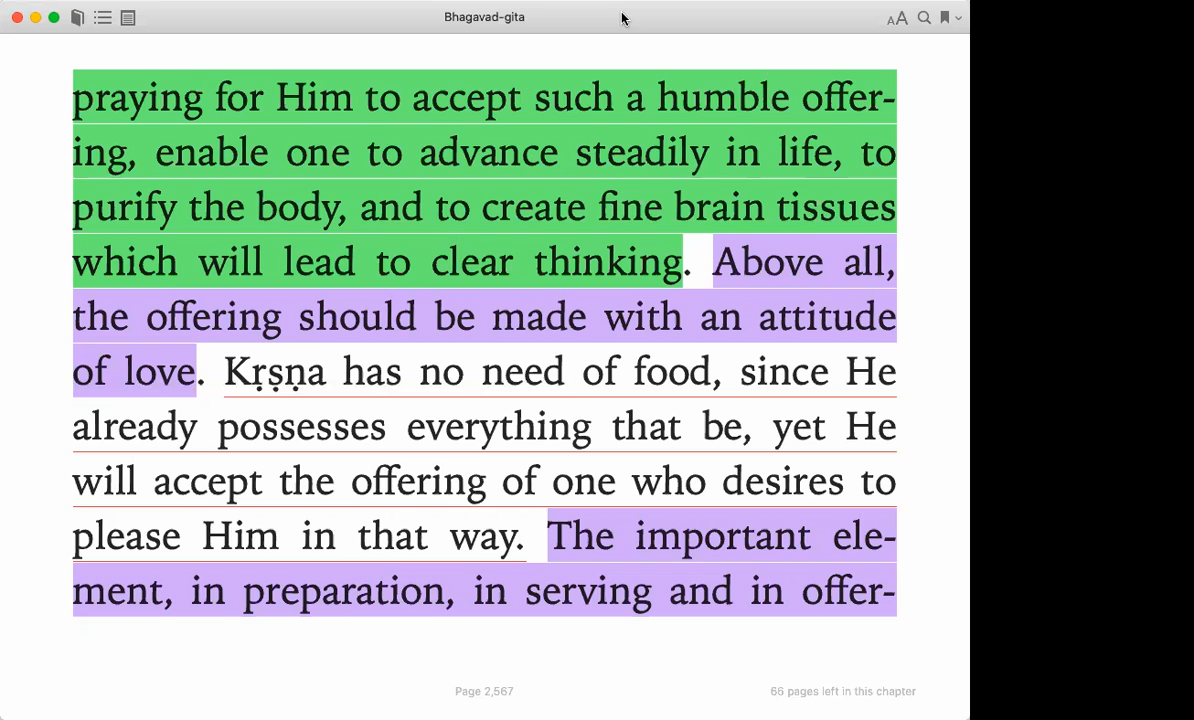 Bhagavad-gita
AA
praying for Him to accept such a humble offer-
ing, enable one to advance steadily in life, to
purify the body, and to create fine brain tissues
which will lead to clear thinking. Above all,
the offering should be made with an attitude
of love. Kṛṣṇa has no need of food, since He
already possesses everything that be, yet He
will accept the offering of one who desires to
please Him in that way. The important ele-
ment, in preparation, in serving and in offer-
Page 2,567
66 pages left in this chapter